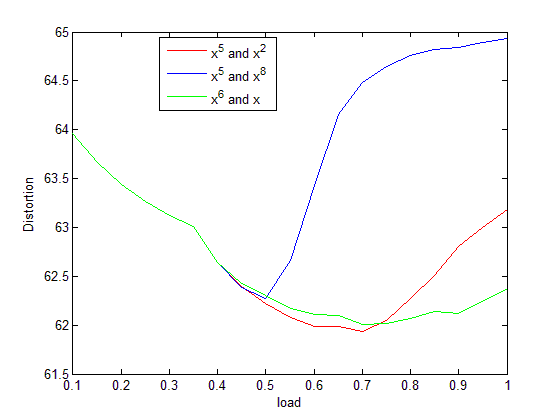 65
64.5
64
63.5
63
62.5
62
61.5
Distortion
x⁵ and x²
x⁵ and x⁸
x⁶ and x
0.1 0.2 0.3 0.4 0.5 0.6 0.7 0.8 0.9 1
load